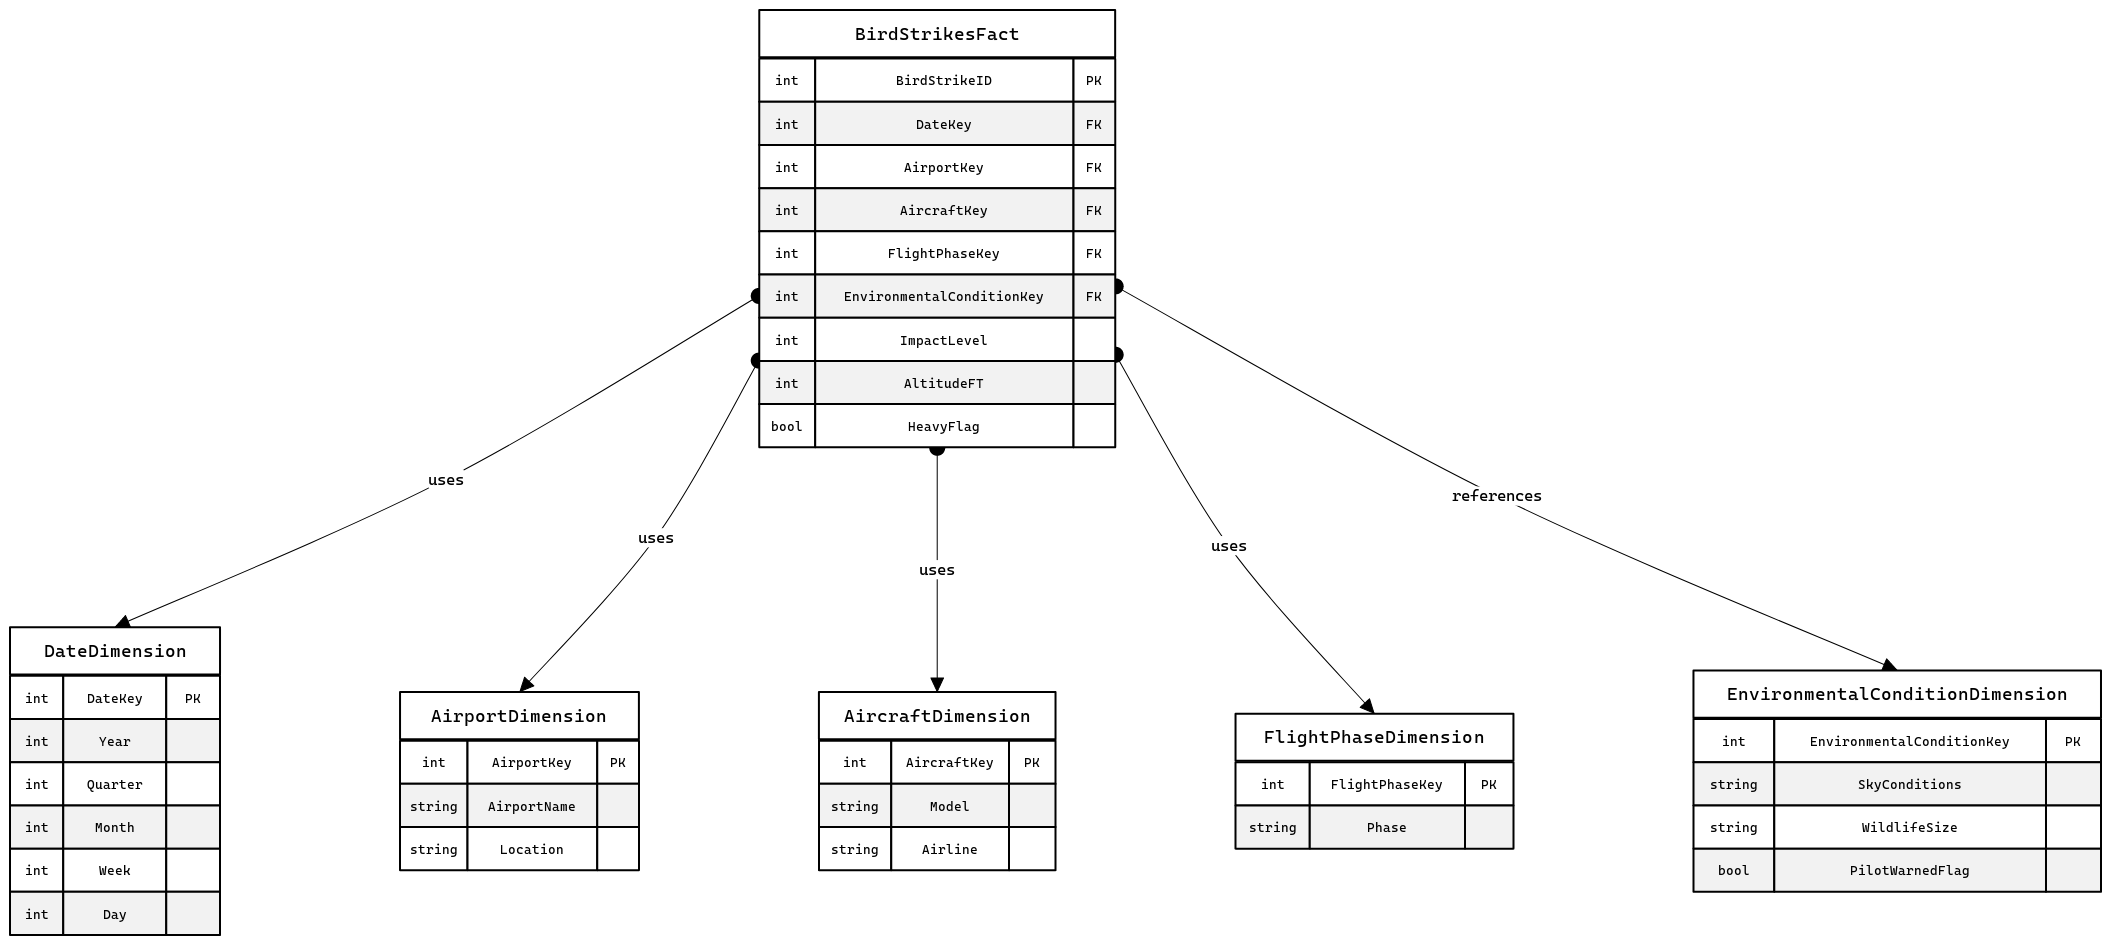 BirdStrikesFact
int BirdStrikeID PK
int DateKey FK
int AirportKey FK
int AircraftKey FK
int FlightPhaseKey FK
int EnvironmentalConditionKey FK
int ImpactLevel
int AltitudeFT
bool HeavyFlag
uses
uses
uses
uses
references
DateDimension
int DateKey PK
int Year
int Quarter
int Month
int Week
int Day
AirportDimension
int AirportKey PK
string AirportName
string Location
AircraftDimension
int AircraftKey PK
string Model
string Airline
FlightPhaseDimension
int FlightPhaseKey PK
string Phase
EnvironmentalConditionDimension
int EnvironmentalConditionKey PK
string SkyConditions
string WildlifeSize
bool PilotWarnedFlag